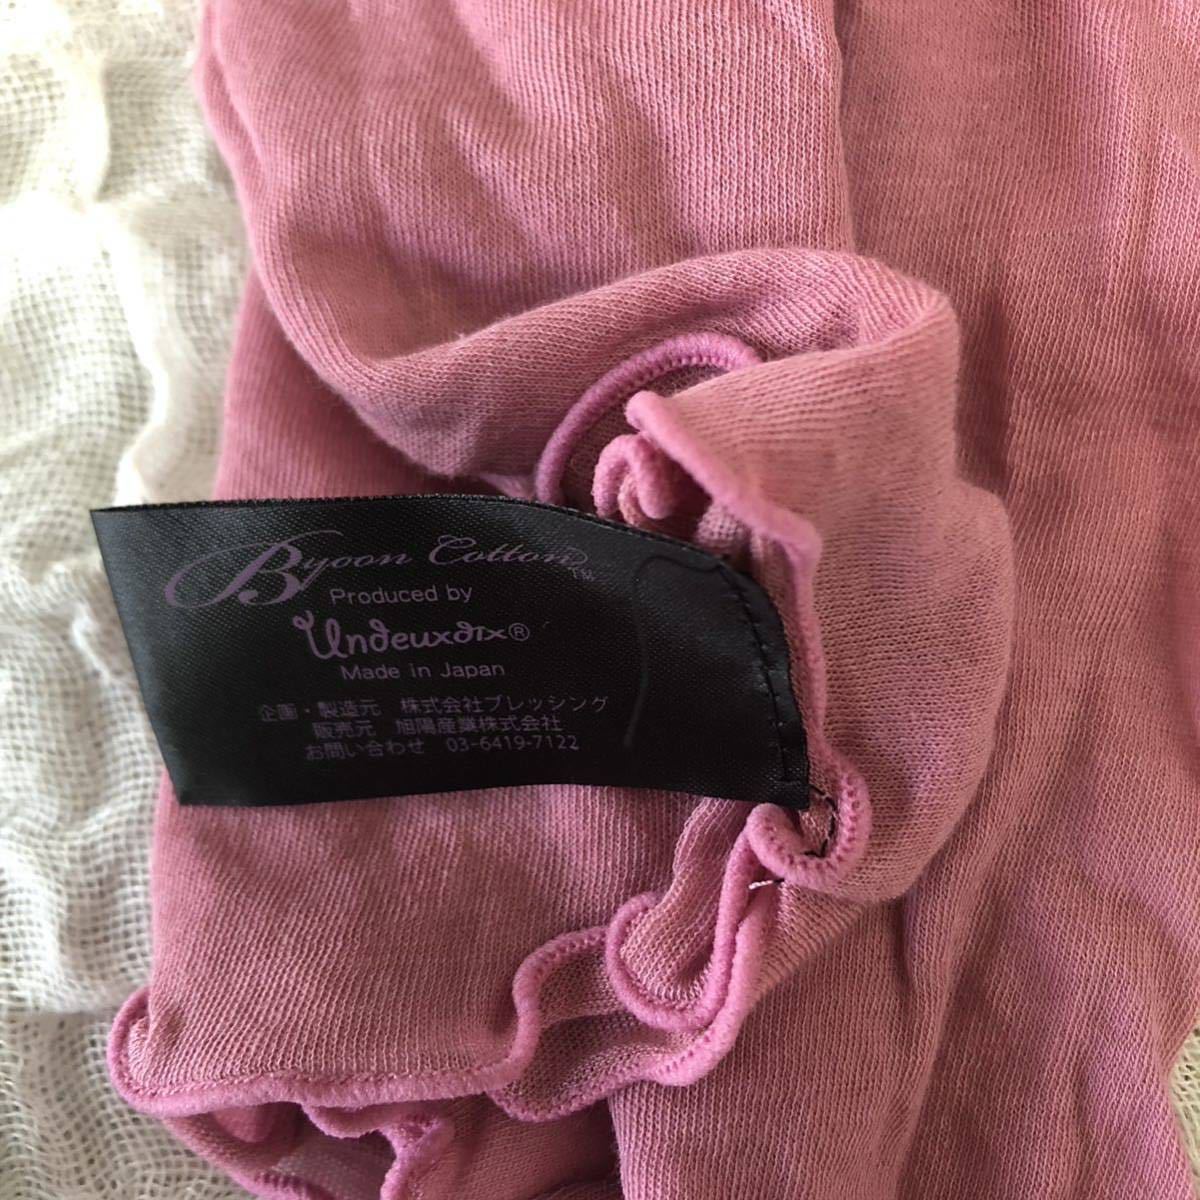 Byoon Cotton™
Produced by
Undeuxdix®
Made in Japan
企画・製造元 株式会社ブレッシング
販売元 旭陽産業株式会社
お問い合わせ 03-6419-7122